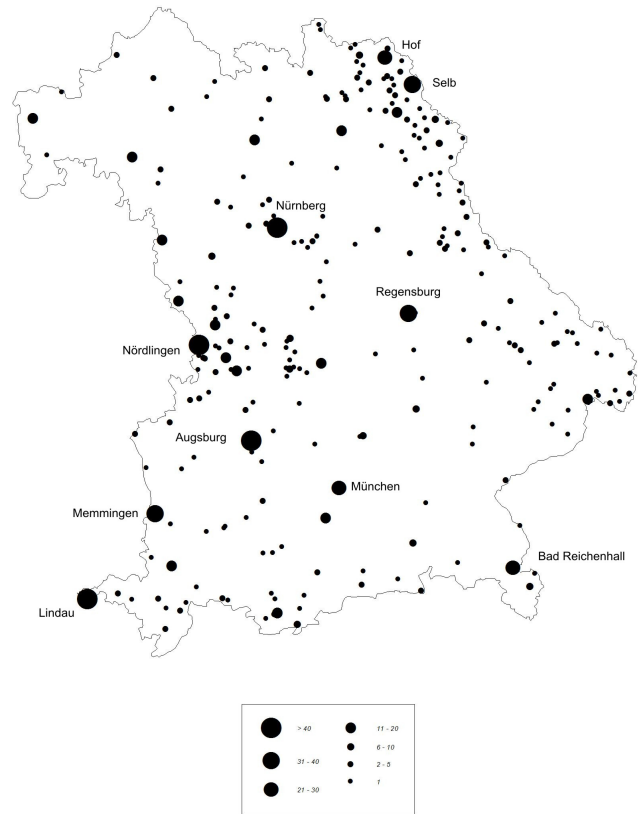 Hof
Selb
Nürnberg
Regensburg
Nördlingen
Augsburg
München
Memmingen
Bad Reichenhall
Lindau
> 40
11 - 20
6 - 10
31 - 40
2 - 5
1
21 - 30